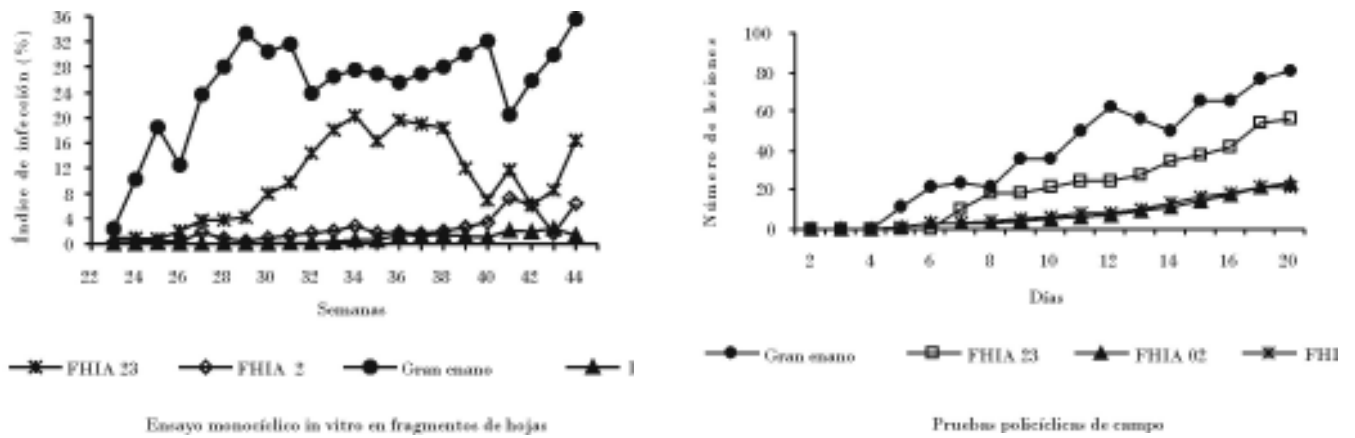 Índice de infección (%)
36
32
28
24
20
16
12
8
4
0
22 24 26 28 30 32 34 36 38 40 42 44
Semanas
FHIA 23 FHIA 2 Gran enano
Ensayo monocíclico in vitro en fragmentos de hojas
Número de lesiones
100
80
60
40
20
0
2 4 6 8 10 12 14 16 20
Días
Gran enano FHIA 23 FHIA 02 FHI
Pruebas policíclicas de campo